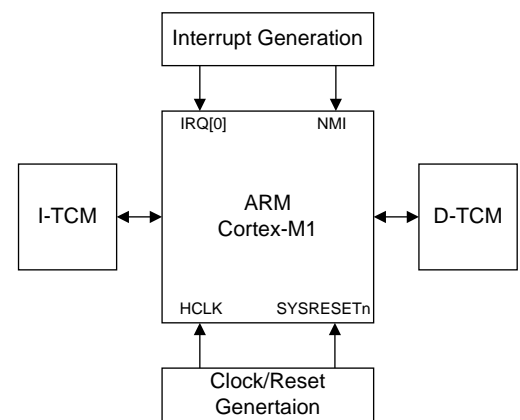 Interrupt Generation
IRQ[0] NMI
I-TCM
ARM
Cortex-M1
D-TCM
HCLK SYSRESETn
Clock/Reset
Genertaion